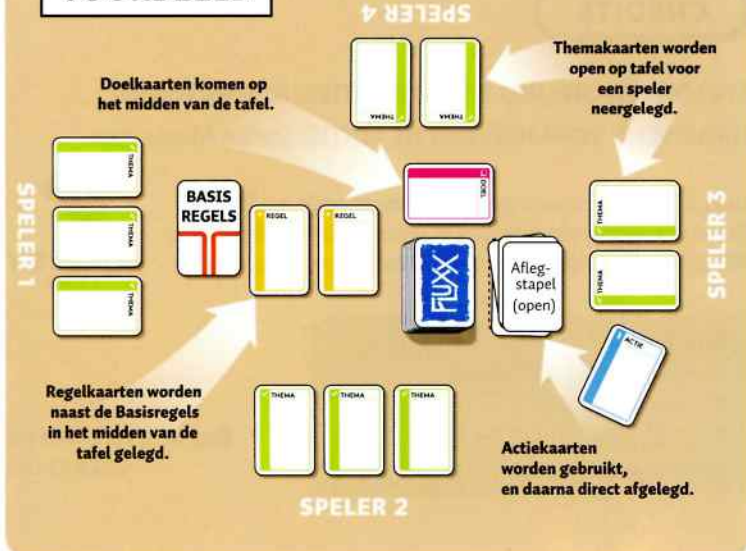 SPELER 4
Themakaarten worden
open op tafel voor
een speler
neergelegd.
Doelkaarten komen op
het midden van de tafel.
THEMA
THEMA
SPELER 1
THEMA
THEMA
THEMA
BASIS
REGELS
REGEL
REGEL
DOEL
FLUXX
Afleg-
stapel
(open)
THEMA
THEMA
SPELER 3
ACTIE
Regelkaarten worden
naast de Basisregels
in het midden van de
tafel gelegd.
THEMA
THEMA
THEMA
Actiekaarten
worden gebruikt,
en daarna direct afgelegd.
SPELER 2